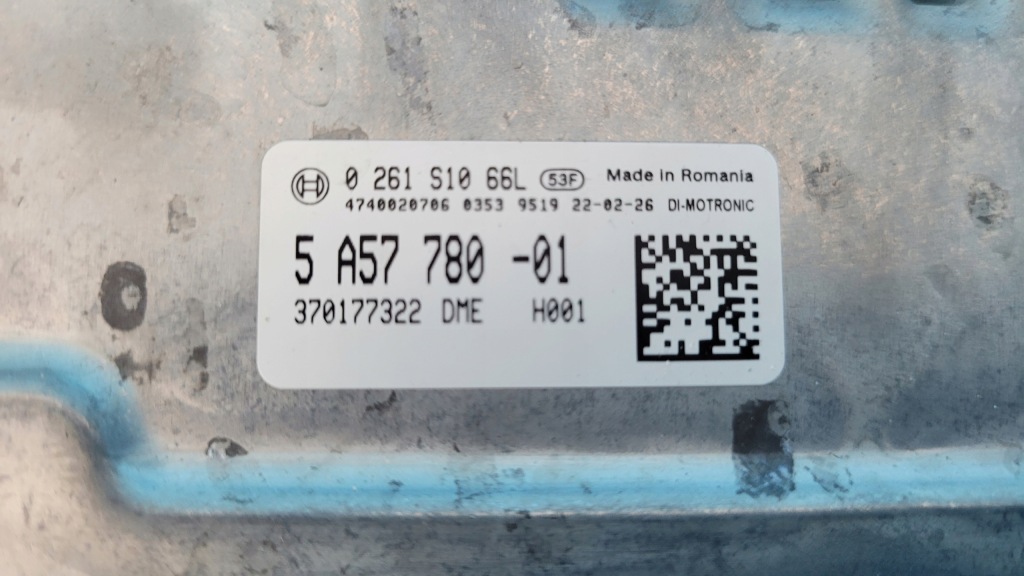 0 261 S10 66L 53F Made in Romania
4740020706 0353 9519 22-02-26 DI-MOTRONIC
5 A57 780 -01
370177322 DME H001